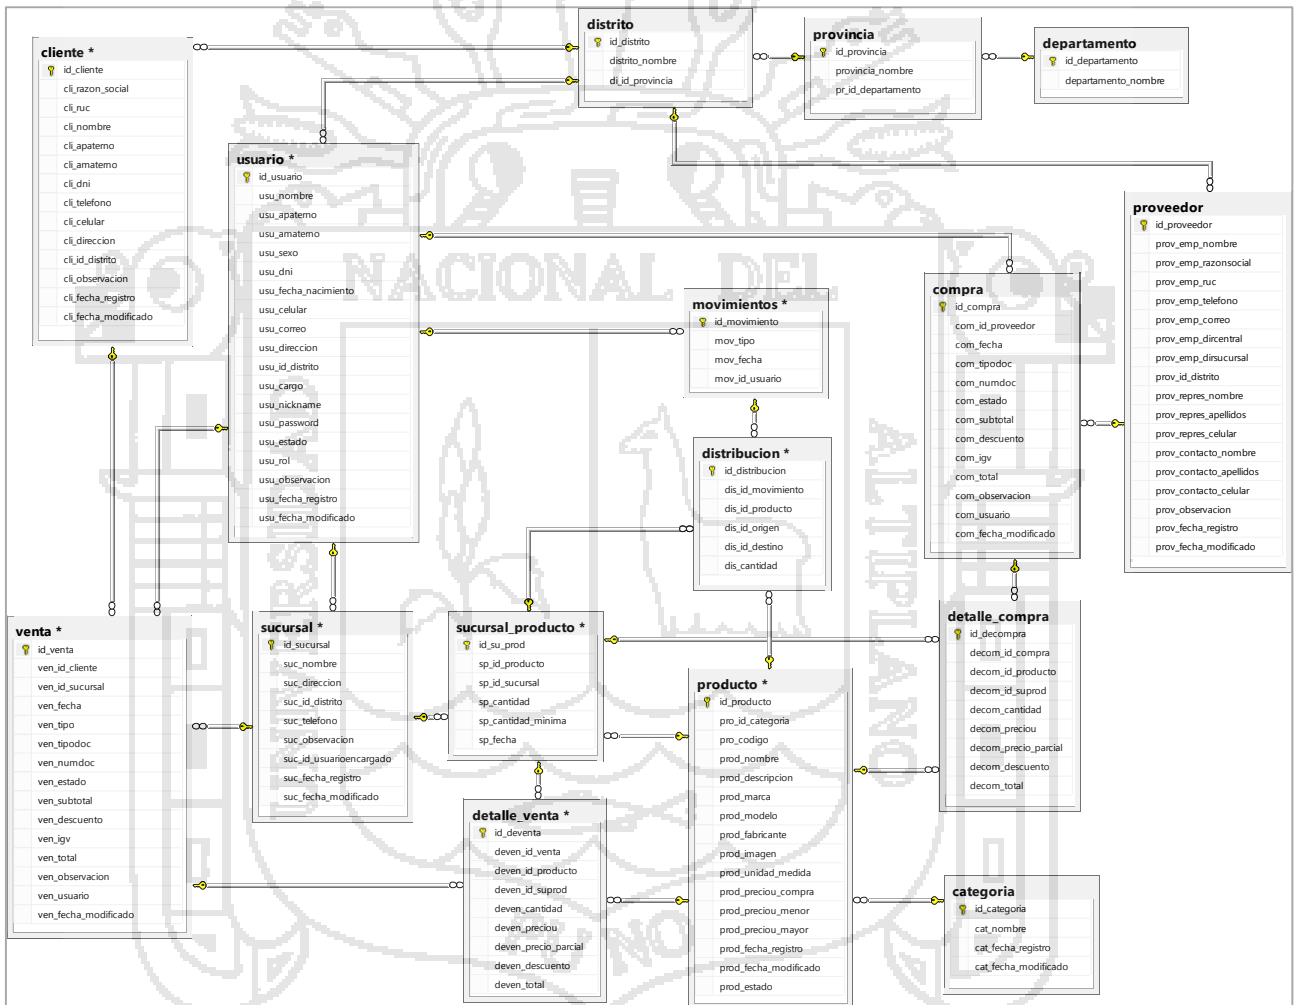 distrito
id_distrito
distrito_nombre
di_id_provincia
provincia
id_provincia
provincia_nombre
pr_id_departamento
departamento
id_departamento
departamento_nombre
cliente *
id_cliente
cli_razon_social
cli_ruc
cli_nombre
cli_apaterno
cli_amaterno
cli_dni
cli_telefono
cli_celular
cli_direccion
cli_id_distrito
cli_observacion
cli_fecha_registro
cli_fecha_modificado
usuario *
id_usuario
usu_nombre
usu_apaterno
usu_amaterno
usu_sexo
usu_dni
usu_fecha_nacimiento
usu_celular
usu_correo
usu_direccion
usu_id_distrito
usu_cargo
usu_nickname
usu_password
usu_estado
usu_rol
usu_observacion
usu_fecha_registro
usu_fecha_modificado
proveedor
id_proveedor
prov_emp_nombre
prov_emp_razonsocial
prov_emp_ruc
prov_emp_telefono
prov_emp_correo
prov_emp_dircentral
prov_emp_dirsucursal
prov_id_distrito
prov_repres_nombre
prov_repres_apellidos
prov_repres_celular
prov_contacto_nombre
prov_contacto_apellidos
prov_contacto_celular
prov_observacion
prov_fecha_registro
prov_fecha_modificado
compra
id_compra
com_id_proveedor
com_fecha
com_tipodoc
com_numdoc
com_estado
com_subtotal
com_descuento
com_igv
com_total
com_observacion
com_usuario
com_fecha_modificado
movimientos *
id_movimiento
mov_tipo
mov_fecha
mov_id_usuario
distribucion *
id_distribucion
dis_id_movimiento
dis_id_producto
dis_id_origen
dis_id_destino
dis_cantidad
venta *
id_venta
ven_id_cliente
ven_id_sucursal
ven_fecha
ven_tipo
ven_tipodoc
ven_numdoc
ven_estado
ven_subtotal
ven_descuento
ven_igv
ven_total
ven_observacion
ven_usuario
ven_fecha_modificado
sucursal *
id_sucursal
suc_nombre
suc_direccion
suc_id_distrito
suc_telefono
suc_observacion
suc_id_usuarioencargado
suc_fecha_registro
suc_fecha_modificado
sucursal_producto *
id_su_prod
sp_id_producto
sp_id_sucursal
sp_cantidad
sp_cantidad_minima
sp_fecha
detalle_venta *
id_deventa
deven_id_venta
deven_id_producto
deven_id_suprod
deven_cantidad
deven_preciou
deven_precio_parcial
deven_descuento
deven_total
producto *
id_producto
pro_id_categoria
pro_codigo
prod_nombre
prod_descripcion
prod_marca
prod_modelo
prod_fabricante
prod_imagen
prod_unidad_medida
prod_preciou_compra
prod_preciou_menor
prod_preciou_mayor
prod_fecha_registro
prod_fecha_modificado
prod_estado
detalle_compra
id_decompra
decom_id_compra
decom_id_producto
decom_id_suprod
decom_cantidad
decom_preciou
decom_precio_parcial
decom_descuento
decom_total
categoria
id_categoria
cat_nombre
cat_fecha_registro
cat_fecha_modificado
UNIVERSIDAD
NACIONAL DEL
ALTIPLANO
PUNO